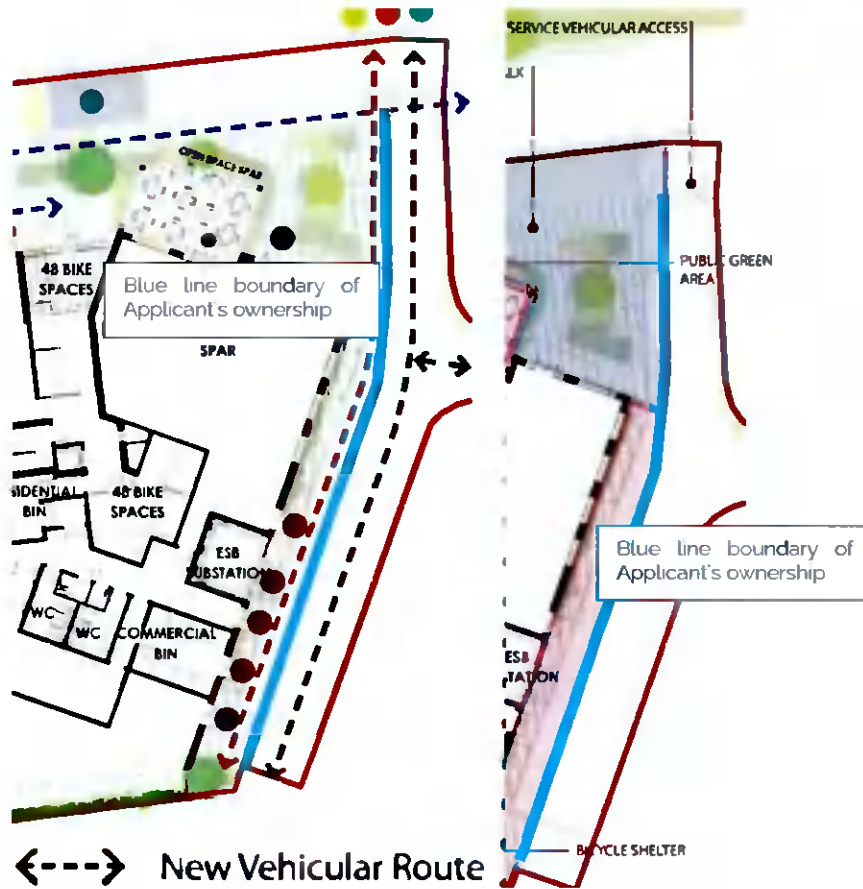 OPEN SPACE SPAR
48 BIKE
SPACES
Blue line boundary of
Applicant's ownership
SPAR
48 BIKE
SPACES
BIN
ESB
SUBSTATION
WC
WC
COMMERCIAL
BIN
New Vehicular Route
SERVICE VEHICULAR ACCESS
PUBLIC GREEN
AREA
Blue line boundary of
Applicant's ownership
ESB
BICYCLE SHELTER